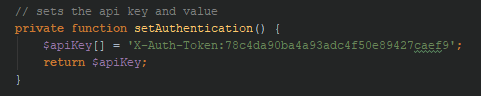 // sets the api key and value
private function setAuthentication() {
$apiKey[] = 'X-Auth-Token:78c4da90ba4a93adc4f50e89427caef9';
return $apiKey;
}